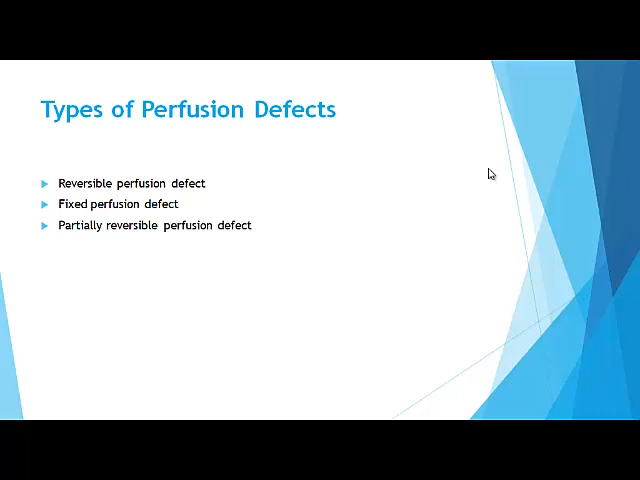 Types of Perfusion Defects
Reversible perfusion defect
Fixed perfusion defect
Partially reversible perfusion defect